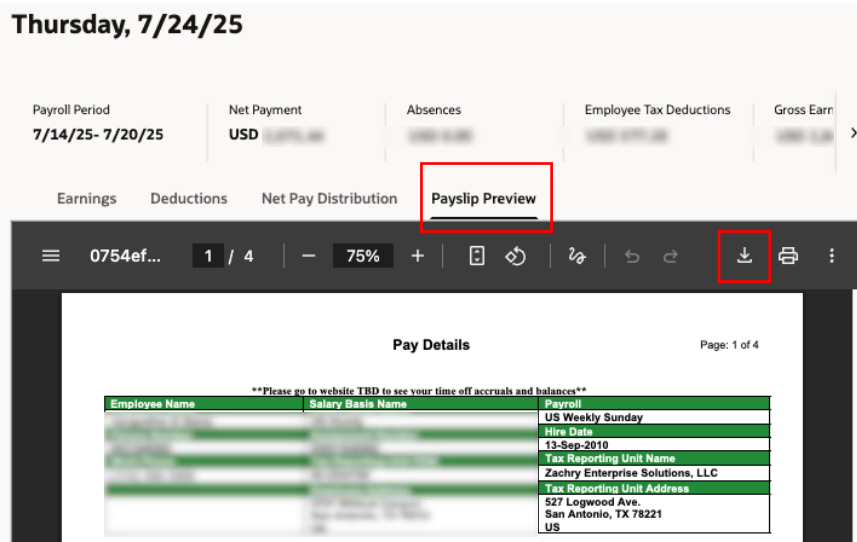 Thursday, 7/24/25
Payroll Period Net Payment Absences Employee Tax Deductions Gross Earn
7/14/25- 7/20/25 USD
Earnings Deductions Net Pay Distribution Payslip Preview
0754ef... 1 / 4 75%
Pay Details Page: 1 of 4
**Please go to website TBD to see your time off accruals and balances**
Employee Name Salary Basis Name Payroll
US Weekly Sunday
Hire Date
13-Sep-2010
Tax Reporting Unit Name
Zachry Enterprise Solutions, LLC
Tax Reporting Unit Address
527 Logwood Ave.
San Antonio, TX 78221
US